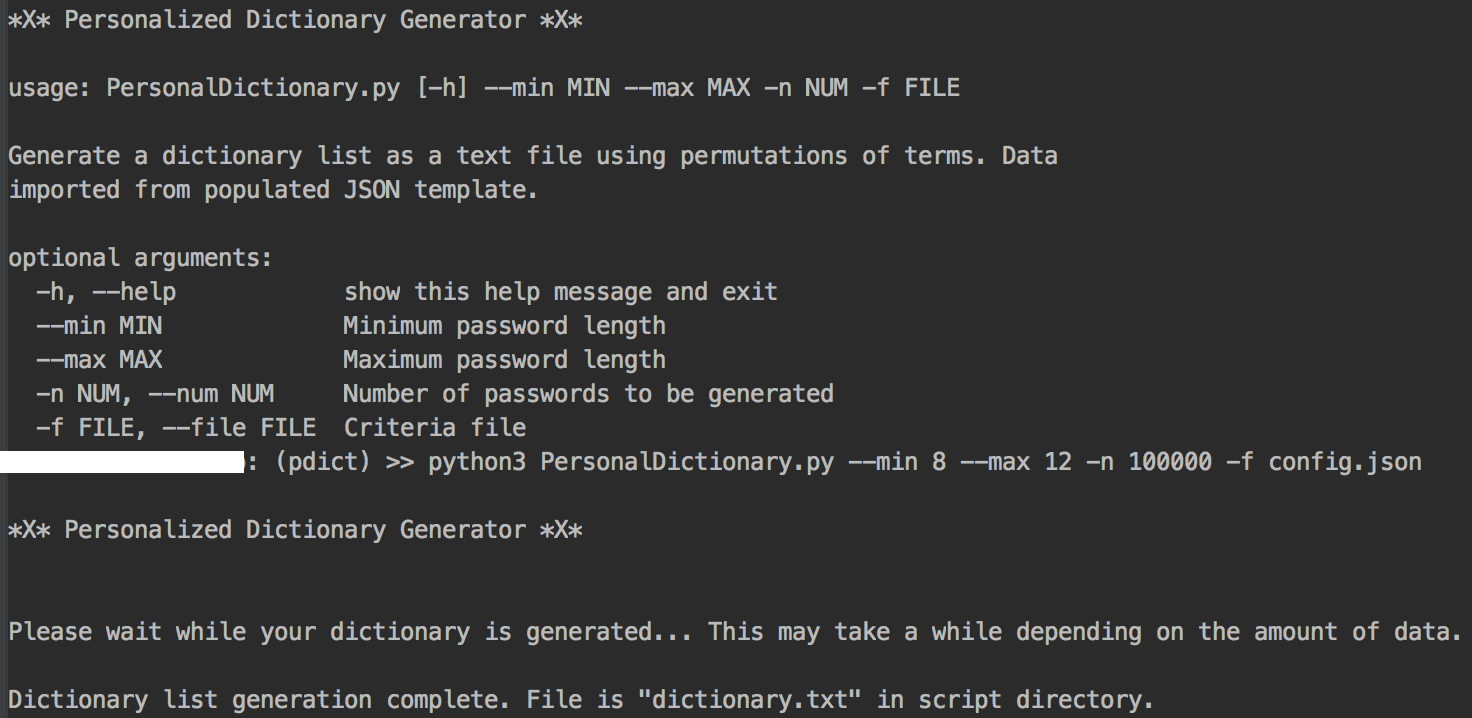 *X* Personalized Dictionary Generator *X*
usage: PersonalDictionary.py [-h] --min MIN --max MAX -n NUM -f FILE
Generate a dictionary list as a text file using permutations of terms. Data
imported from populated JSON template.
optional arguments:
  -h, --help            show this help message and exit
  --min MIN             Minimum password length
  --max MAX             Maximum password length
  -n NUM, --num NUM     Number of passwords to be generated
  -f FILE, --file FILE  Criteria file
: (pdict) >> python3 PersonalDictionary.py --min 8 --max 12 -n 100000 -f config.json
*X* Personalized Dictionary Generator *X*
Please wait while your dictionary is generated... This may take a while depending on the amount of data.
Dictionary list generation complete. File is "dictionary.txt" in script directory.